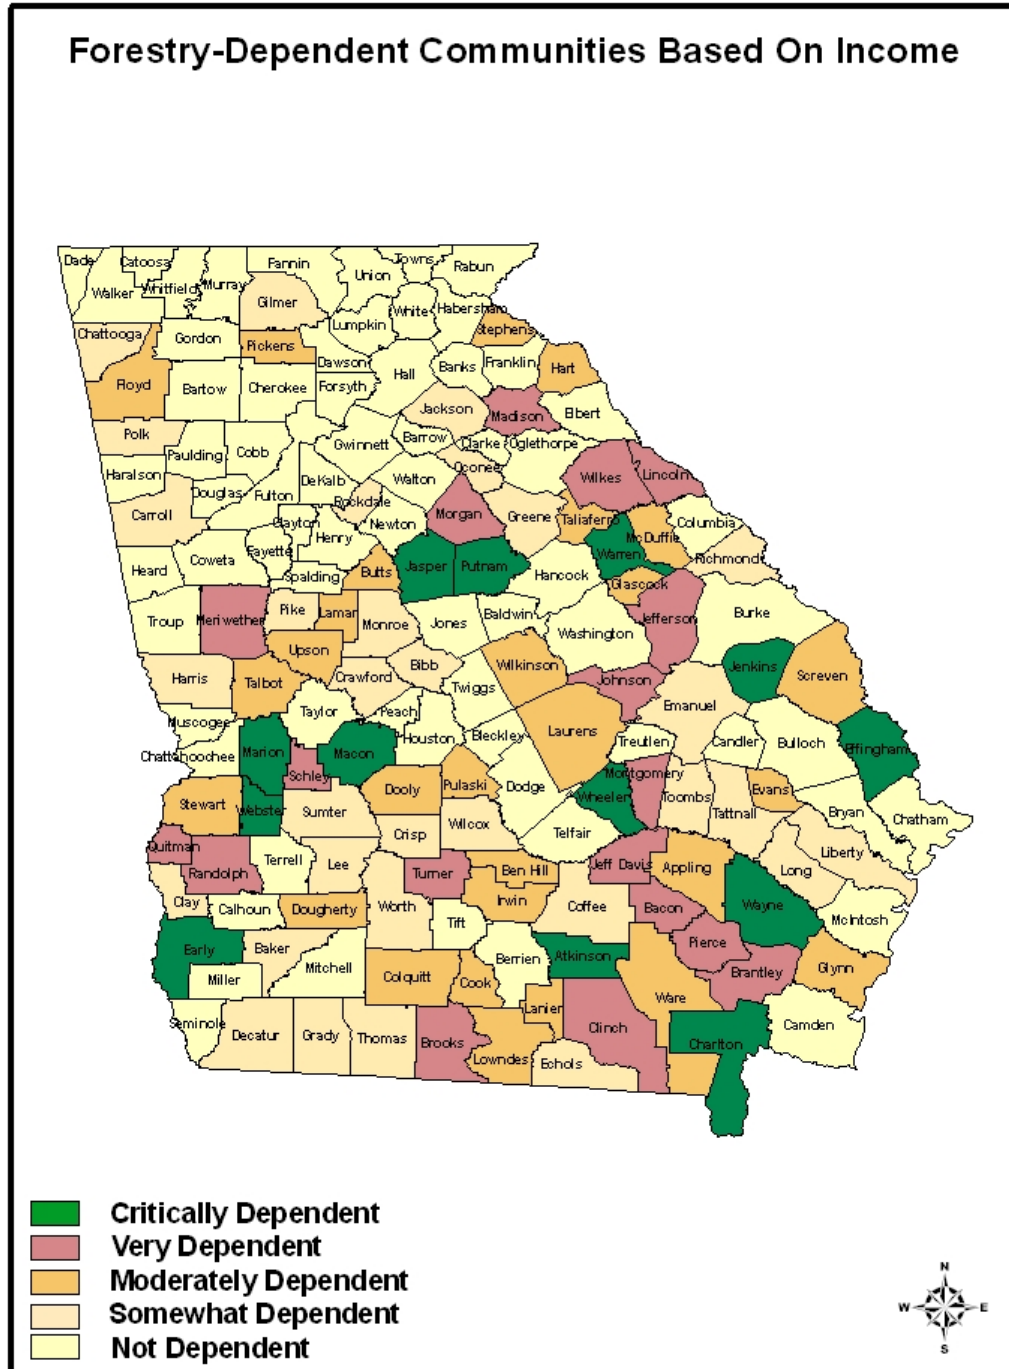 Forestry-Dependent Communities Based On Income
Dade
Catoosa
Whitfield
Walker
Murray
Fannin
Union
Towns
Rabun
Gilmer
Lumpkin
White
Habersham
Stephens
Chattooga
Gordon
Pickens
Dawson
Hall
Banks
Franklin
Hart
Floyd
Bartow
Cherokee
Forsyth
Jackson
Madison
Elbert
Polk
Paulding
Cobb
Gwinnett
Barrow
Clarke
Oglethorpe
Haralson
Douglas
Fulton
DeKalb
Walton
Oconee
Wilkes
Lincoln
Carroll
Clayton
Rockdale
Newton
Morgan
Greene
Taliaferro
McDuffie
Columbia
Heard
Coweta
Fayette
Henry
Spalding
Butts
Jasper
Putnam
Hancock
Warren
Richmond
Glascock
Troup
Meriwether
Pike
Lamar
Monroe
Jones
Baldwin
Washington
Jefferson
Burke
Upson
Harris
Talbot
Crawford
Bibb
Twiggs
Wilkinson
Johnson
Emanuel
Jenkins
Screven
Muscogee
Taylor
Peach
Houston
Bleckley
Laurens
Treutlen
Candler
Bulloch
Effingham
Chattahoochee
Marion
Schley
Macon
Dooly
Pulaski
Dodge
Wheeler
Montgomery
Toombs
Tattnall
Evans
Bryan
Chatham
Stewart
Webster
Sumter
Crisp
Wilcox
Telfair
Quitman
Randolph
Terrell
Lee
Turner
Ben Hill
Irwin
Jeff Davis
Appling
Long
Liberty
Clay
Calhoun
Dougherty
Worth
Tift
Coffee
Bacon
Wayne
McIntosh
Early
Baker
Miller
Mitchell
Colquitt
Cook
Berrien
Atkinson
Pierce
Brantley
Glynn
Seminole
Decatur
Grady
Thomas
Brooks
Lowndes
Lanier
Echols
Clinch
Ware
Charlton
Camden
Critically Dependent
Very Dependent
Moderately Dependent
Somewhat Dependent
Not Dependent
N
W E
S